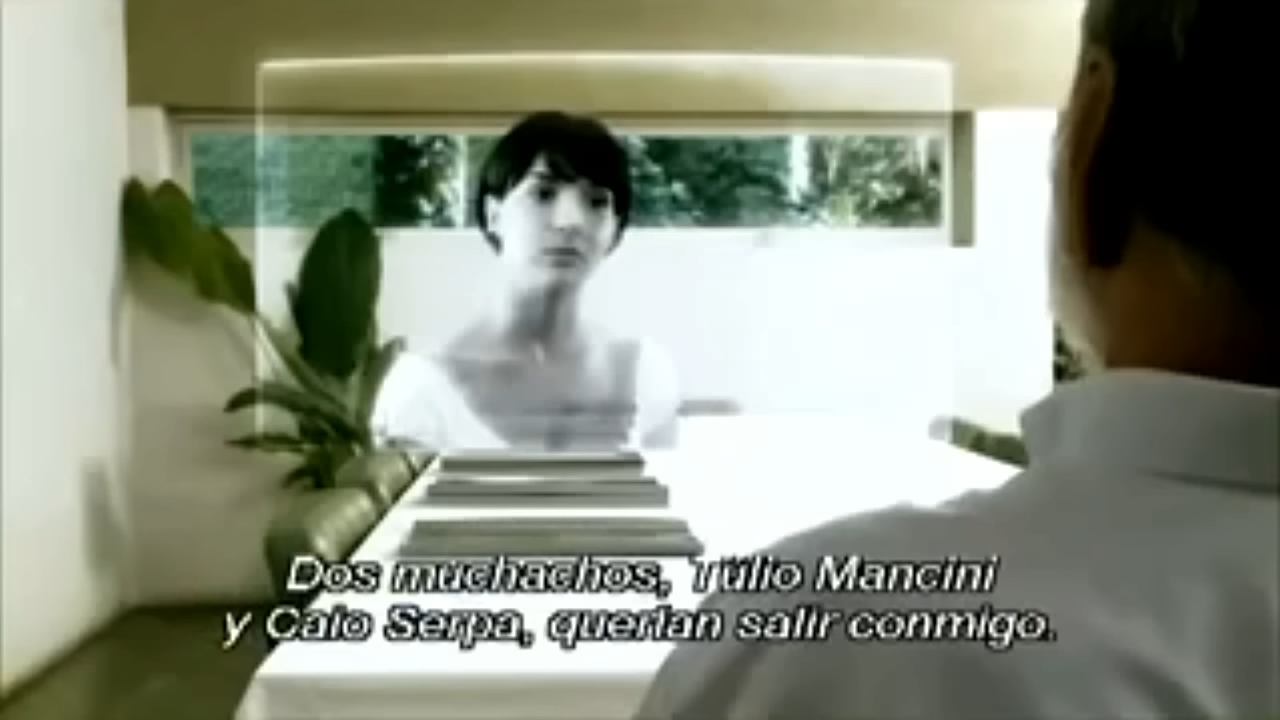 Dos muchachos, Túlio Mancini
y Caio Serpa, querían salir conmigo.